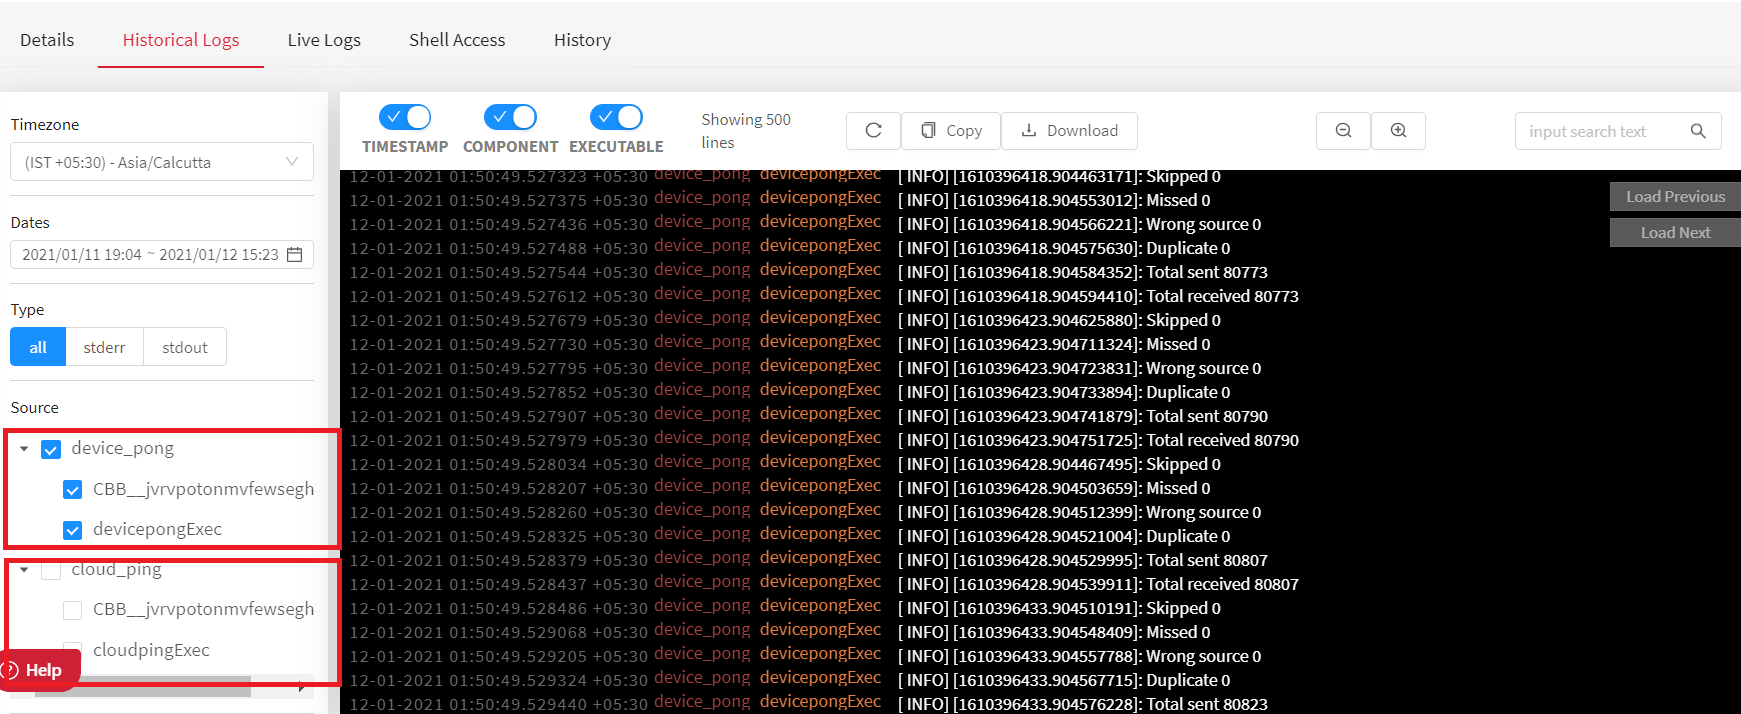 Details Historical Logs Live Logs Shell Access History
Timezone
(IST +05:30) - Asia/Calcutta
Dates
2021/01/11 19:04 ~ 2021/01/12 15:23
Type
all stderr stdout
Source
device_pong
CBB__jvrvpotonmvfewsegh
devicepongExec
cloud_ping
CBB__jvrvpotonmvfewsegh
cloudpingExec
Help
TIMESTAMP COMPONENT EXECUTABLE
Showing 500
lines
Copy Download
input search text
Load Previous
Load Next
12-01-2021 01:50:49.527323 +05:30 device_pong devicepongExec [ INFO] [1610396418.904463171]: Skipped 0
12-01-2021 01:50:49.527375 +05:30 device_pong devicepongExec [ INFO] [1610396418.904553012]: Missed 0
12-01-2021 01:50:49.527436 +05:30 device_pong devicepongExec [ INFO] [1610396418.904566221]: Wrong source 0
12-01-2021 01:50:49.527488 +05:30 device_pong devicepongExec [ INFO] [1610396418.904575630]: Duplicate 0
12-01-2021 01:50:49.527544 +05:30 device_pong devicepongExec [ INFO] [1610396418.904584352]: Total sent 80773
12-01-2021 01:50:49.527612 +05:30 device_pong devicepongExec [ INFO] [1610396418.904594410]: Total received 80773
12-01-2021 01:50:49.527679 +05:30 device_pong devicepongExec [ INFO] [1610396423.904625880]: Skipped 0
12-01-2021 01:50:49.527730 +05:30 device_pong devicepongExec [ INFO] [1610396423.904711324]: Missed 0
12-01-2021 01:50:49.527795 +05:30 device_pong devicepongExec [ INFO] [1610396423.904723831]: Wrong source 0
12-01-2021 01:50:49.527852 +05:30 device_pong devicepongExec [ INFO] [1610396423.904733894]: Duplicate 0
12-01-2021 01:50:49.527907 +05:30 device_pong devicepongExec [ INFO] [1610396423.904741879]: Total sent 80790
12-01-2021 01:50:49.527979 +05:30 device_pong devicepongExec [ INFO] [1610396423.904751725]: Total received 80790
12-01-2021 01:50:49.528034 +05:30 device_pong devicepongExec [ INFO] [1610396428.904467495]: Skipped 0
12-01-2021 01:50:49.528207 +05:30 device_pong devicepongExec [ INFO] [1610396428.904503659]: Missed 0
12-01-2021 01:50:49.528260 +05:30 device_pong devicepongExec [ INFO] [1610396428.904512399]: Wrong source 0
12-01-2021 01:50:49.528325 +05:30 device_pong devicepongExec [ INFO] [1610396428.904521004]: Duplicate 0
12-01-2021 01:50:49.528379 +05:30 device_pong devicepongExec [ INFO] [1610396428.904529995]: Total sent 80807
12-01-2021 01:50:49.528437 +05:30 device_pong devicepongExec [ INFO] [1610396428.904539911]: Total received 80807
12-01-2021 01:50:49.528486 +05:30 device_pong devicepongExec [ INFO] [1610396433.904510191]: Skipped 0
12-01-2021 01:50:49.529068 +05:30 device_pong devicepongExec [ INFO] [1610396433.904548409]: Missed 0
12-01-2021 01:50:49.529205 +05:30 device_pong devicepongExec [ INFO] [1610396433.904557788]: Wrong source 0
12-01-2021 01:50:49.529324 +05:30 device_pong devicepongExec [ INFO] [1610396433.904567715]: Duplicate 0
12-01-2021 01:50:49.529440 +05:30 device_pong devicepongExec [ INFO] [1610396433.904576228]: Total sent 80823